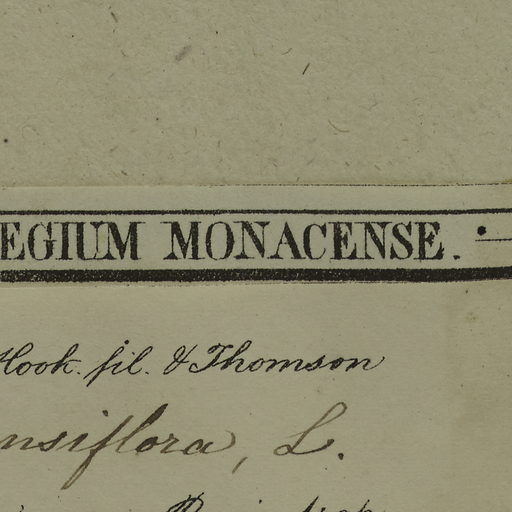 EGIUM MONACENSE.
Hook. fil. & Thomson
nsiflora, L.